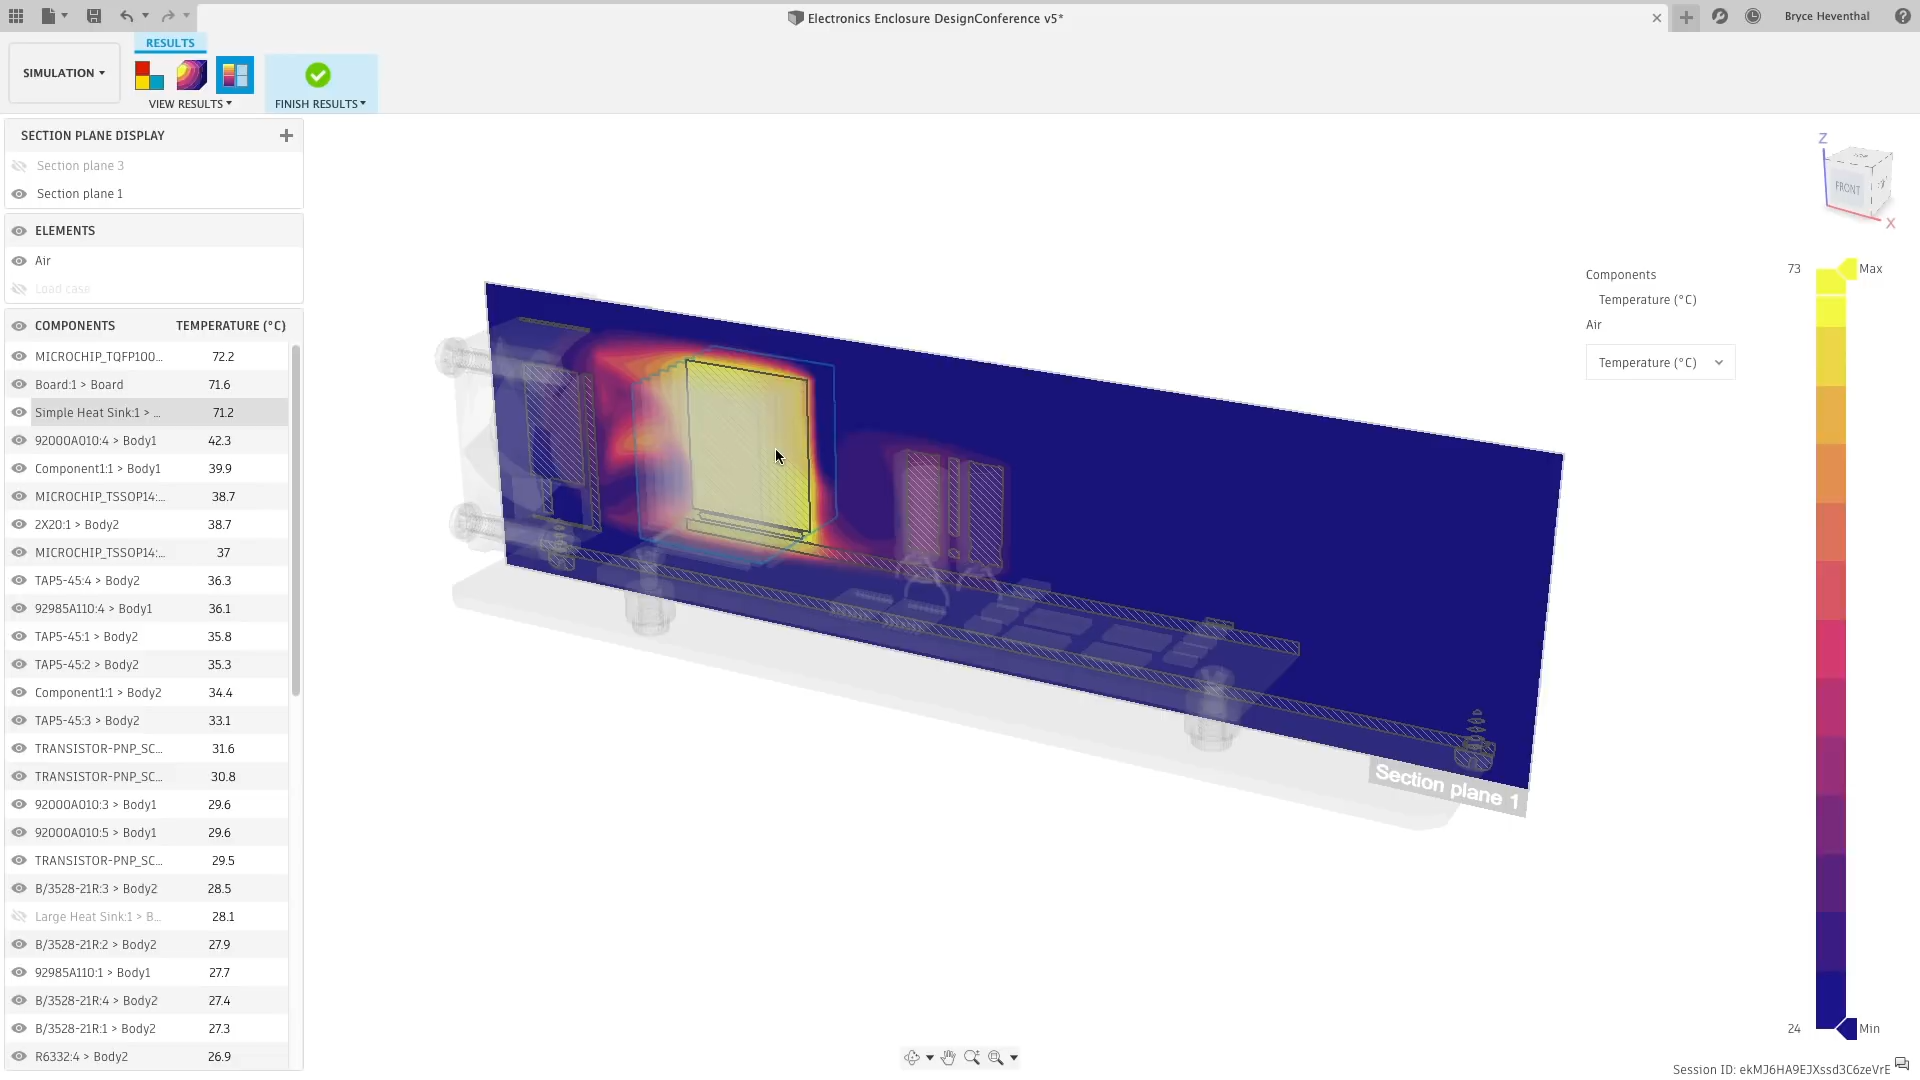 Electronics Enclosure DesignConference v5*
Bryce Heventhal
RESULTS
SIMULATION
VIEW RESULTS
FINISH RESULTS
SECTION PLANE DISPLAY
Section plane 3
Section plane 1
ELEMENTS
Air
Load case
COMPONENTS TEMPERATURE (°C)
MICROCHIP_TQFP100... 72.2
Board:1 > Board 71.6
Simple Heat Sink:1 > ... 71.2
92000A010:4 > Body1 42.3
Component1:1 > Body1 39.9
MICROCHIP_TSSOP14:... 38.7
2X20:1 > Body2 38.7
MICROCHIP_TSSOP14:... 37
TAP5-45:4 > Body2 36.3
92985A110:4 > Body1 36.1
TAP5-45:1 > Body2 35.8
TAP5-45:2 > Body2 35.3
Component1:1 > Body2 34.4
TAP5-45:3 > Body2 33.1
TRANSISTOR-PNP_SC... 31.6
TRANSISTOR-PNP_SC... 30.8
92000A010:3 > Body1 29.6
92000A010:5 > Body1 29.6
TRANSISTOR-PNP_SC... 29.5
B/3528-21R:3 > Body2 28.5
Large Heat Sink:1 > B... 28.1
B/3528-21R:2 > Body2 27.9
92985A110:1 > Body1 27.7
B/3528-21R:4 > Body2 27.4
B/3528-21R:1 > Body2 27.3
R6332:4 > Body2 26.9
Section plane 1
Z
FRONT
X
Components
Temperature (°C)
Air
Temperature (°C)
73 Max
24 Min
Session ID: ekMJ6HA9EJXssd3C6zeVrE